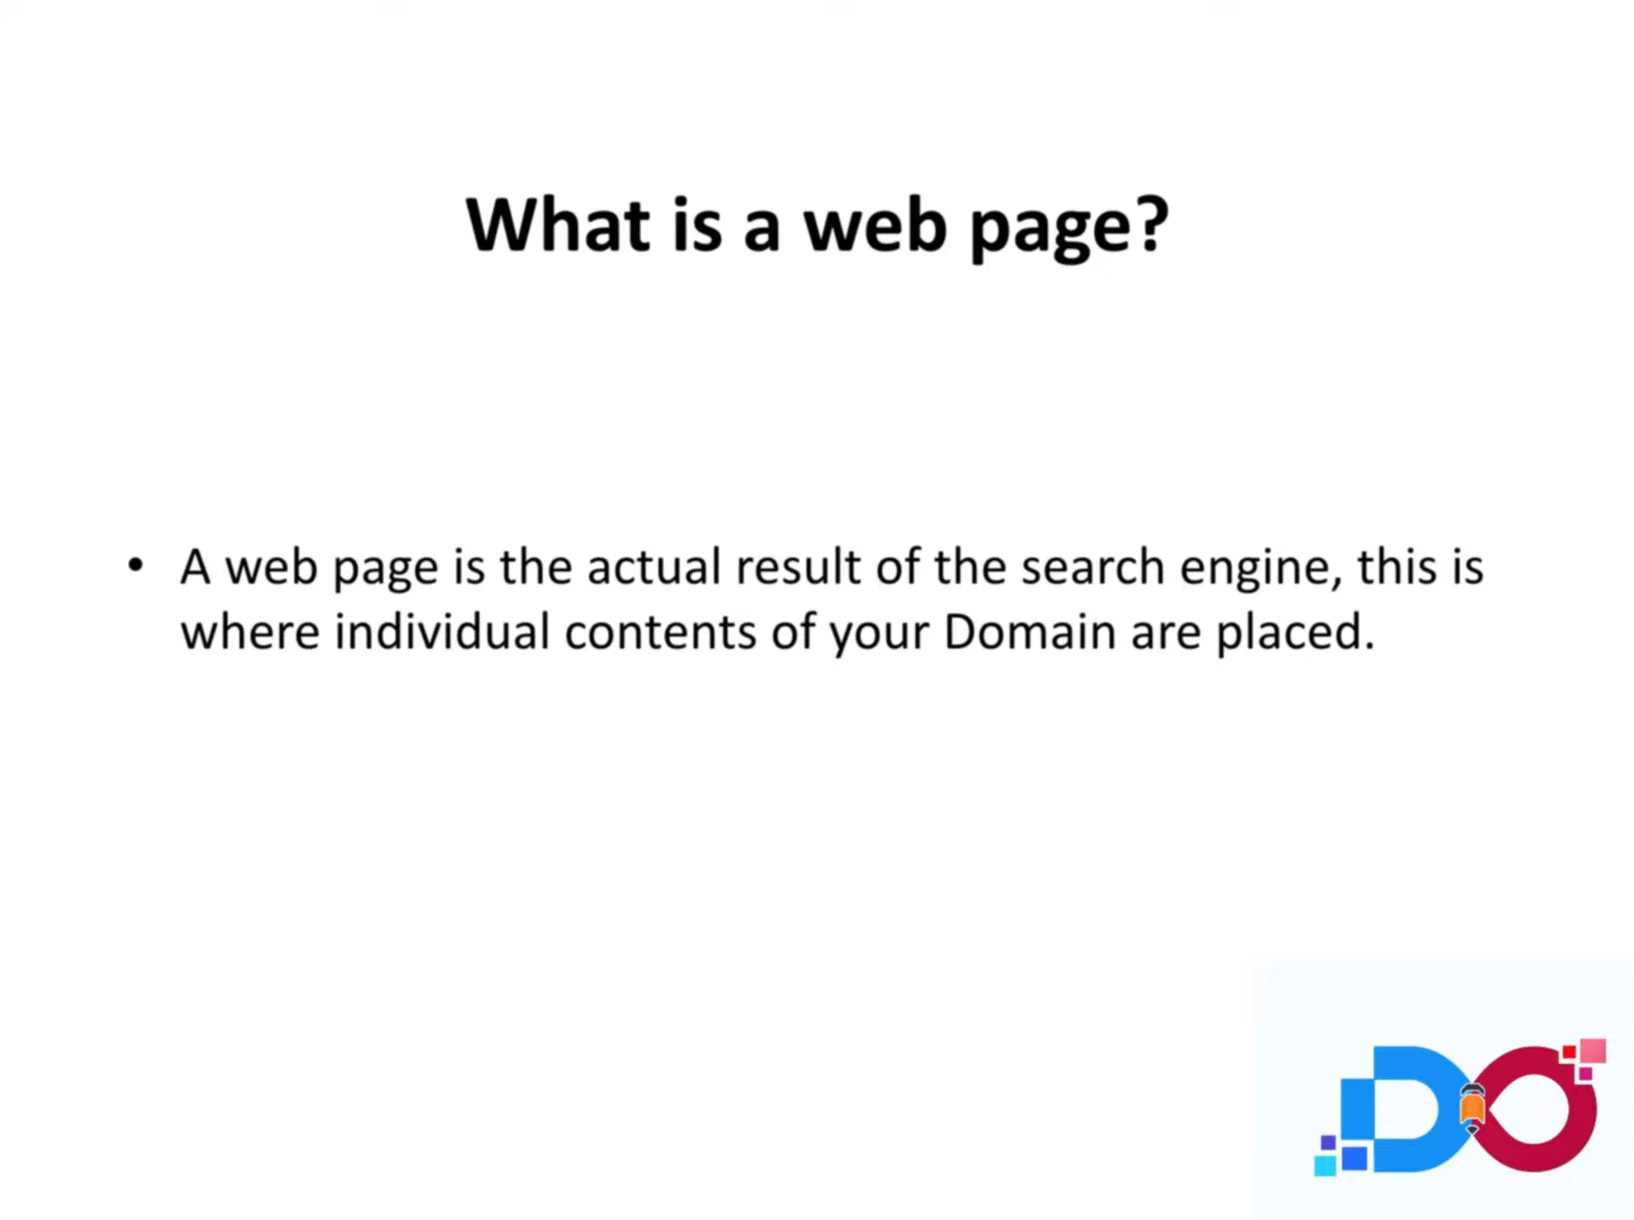 What is a web page?
• A web page is the actual result of the search engine, this is
where individual contents of your Domain are placed.
DO